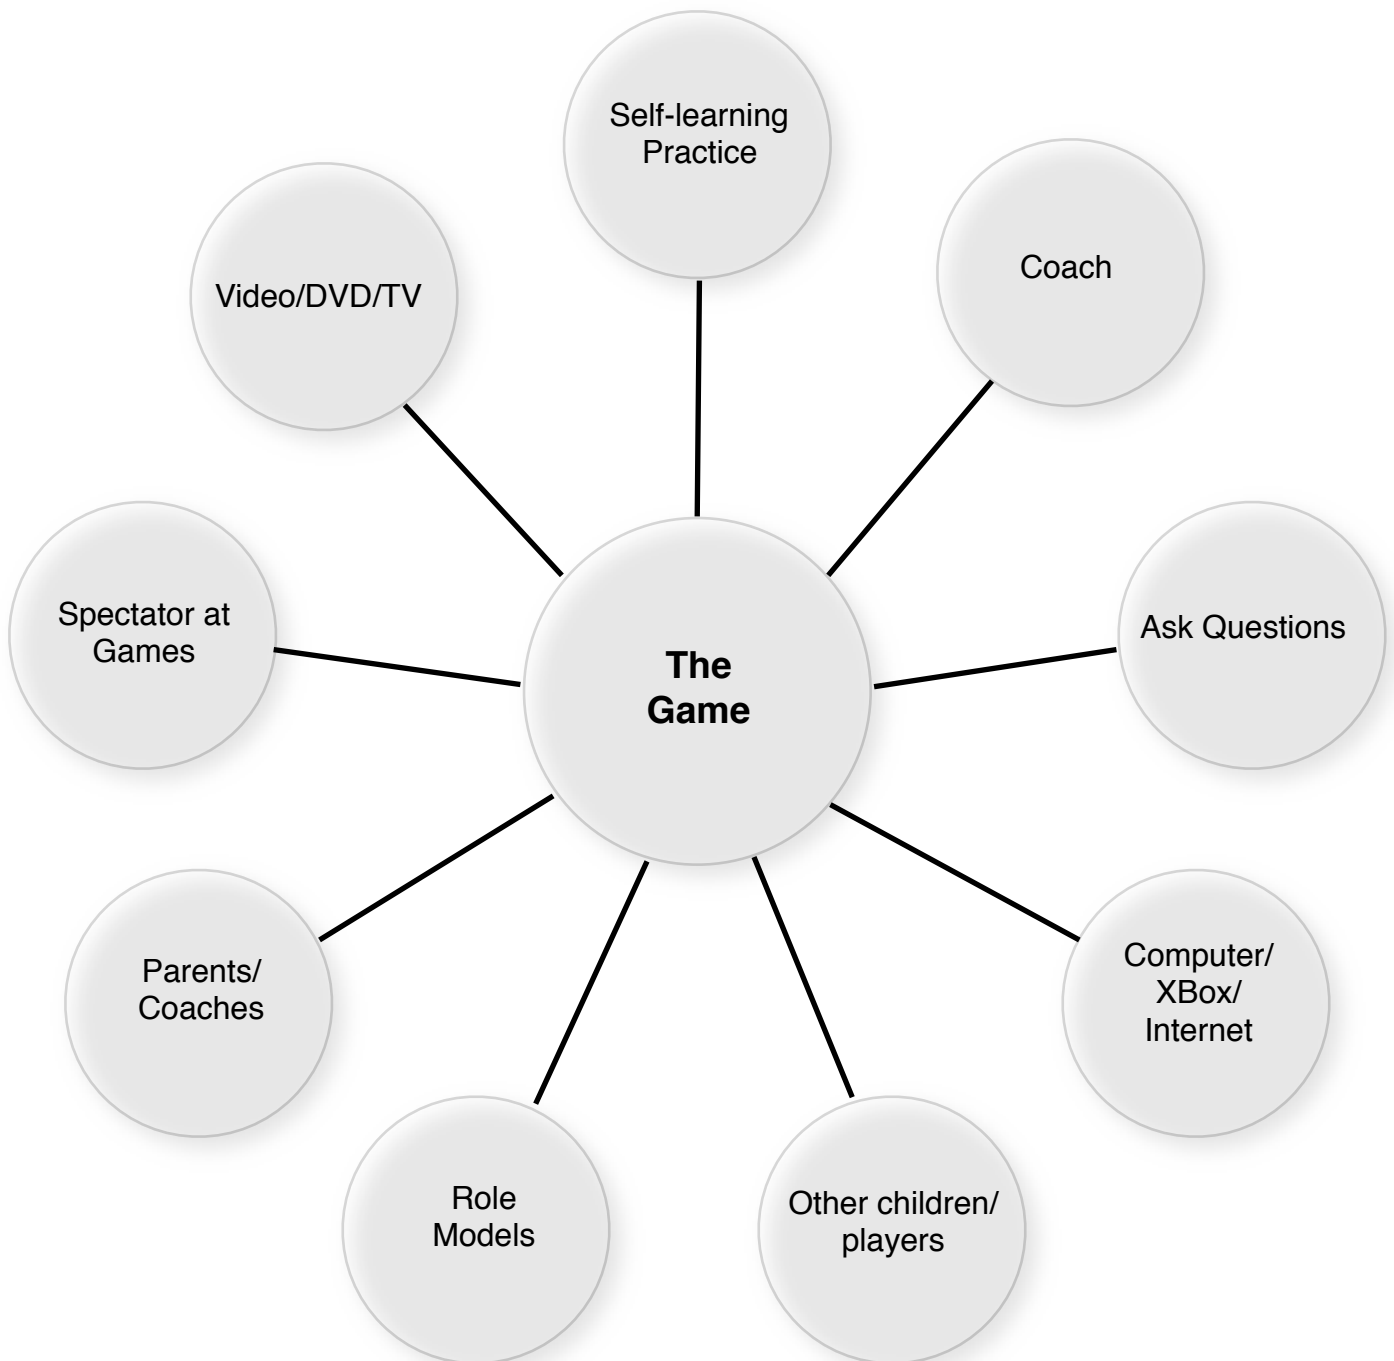 Self-learning
Practice
Coach
Video/DVD/TV
Ask Questions
Spectator at
Games
The
Game
Computer/
XBox/
Internet
Parents/
Coaches
Role
Models
Other children/
players